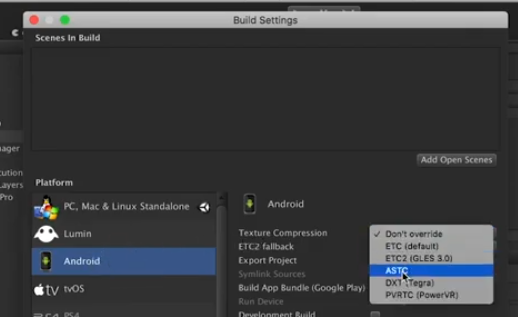 Build Settings
Scenes In Build
Add Open Scenes
Platform
PC, Mac & Linux Standalone
Lumin
Android
tvOS
PS4
Android
Texture Compression
ETC2 fallback
Export Project
Symlink Sources
Build App Bundle (Google Play)
Run Device
Development Build
✓ Don't override
ETC (default)
ETC2 (GLES 3.0)
ASTC
DXT (Tegra)
PVRTC (PowerVR)
Layers
Pro